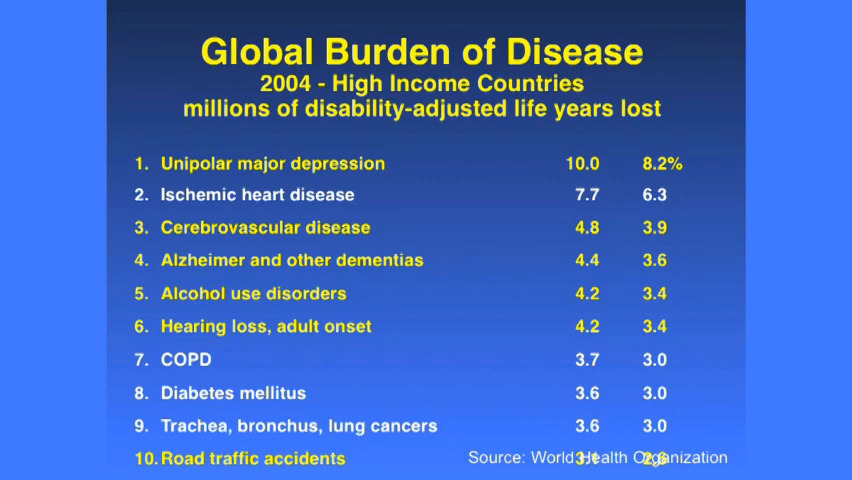 Global Burden of Disease
2004 - High Income Countries
millions of disability-adjusted life years lost
1. Unipolar major depression 10.0 8.2%
2. Ischemic heart disease 7.7 6.3
3. Cerebrovascular disease 4.8 3.9
4. Alzheimer and other dementias 4.4 3.6
5. Alcohol use disorders 4.2 3.4
6. Hearing loss, adult onset 4.2 3.4
7. COPD 3.7 3.0
8. Diabetes mellitus 3.6 3.0
9. Trachea, bronchus, lung cancers 3.6 3.0
10. Road traffic accidents
Source: World Health Organization